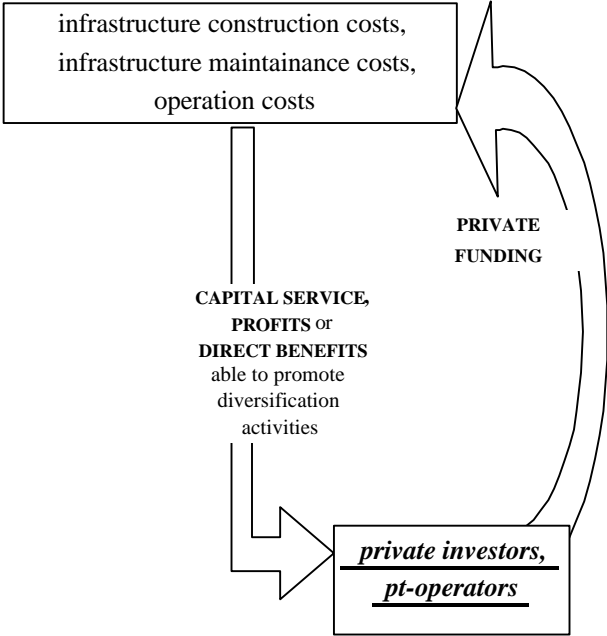 infrastructure construction costs,
infrastructure maintainance costs,
operation costs
PRIVATE
FUNDING
CAPITAL SERVICE,
PROFITS or
DIRECT BENEFITS
able to promote
diversification
activities
private investors,
pt-operators